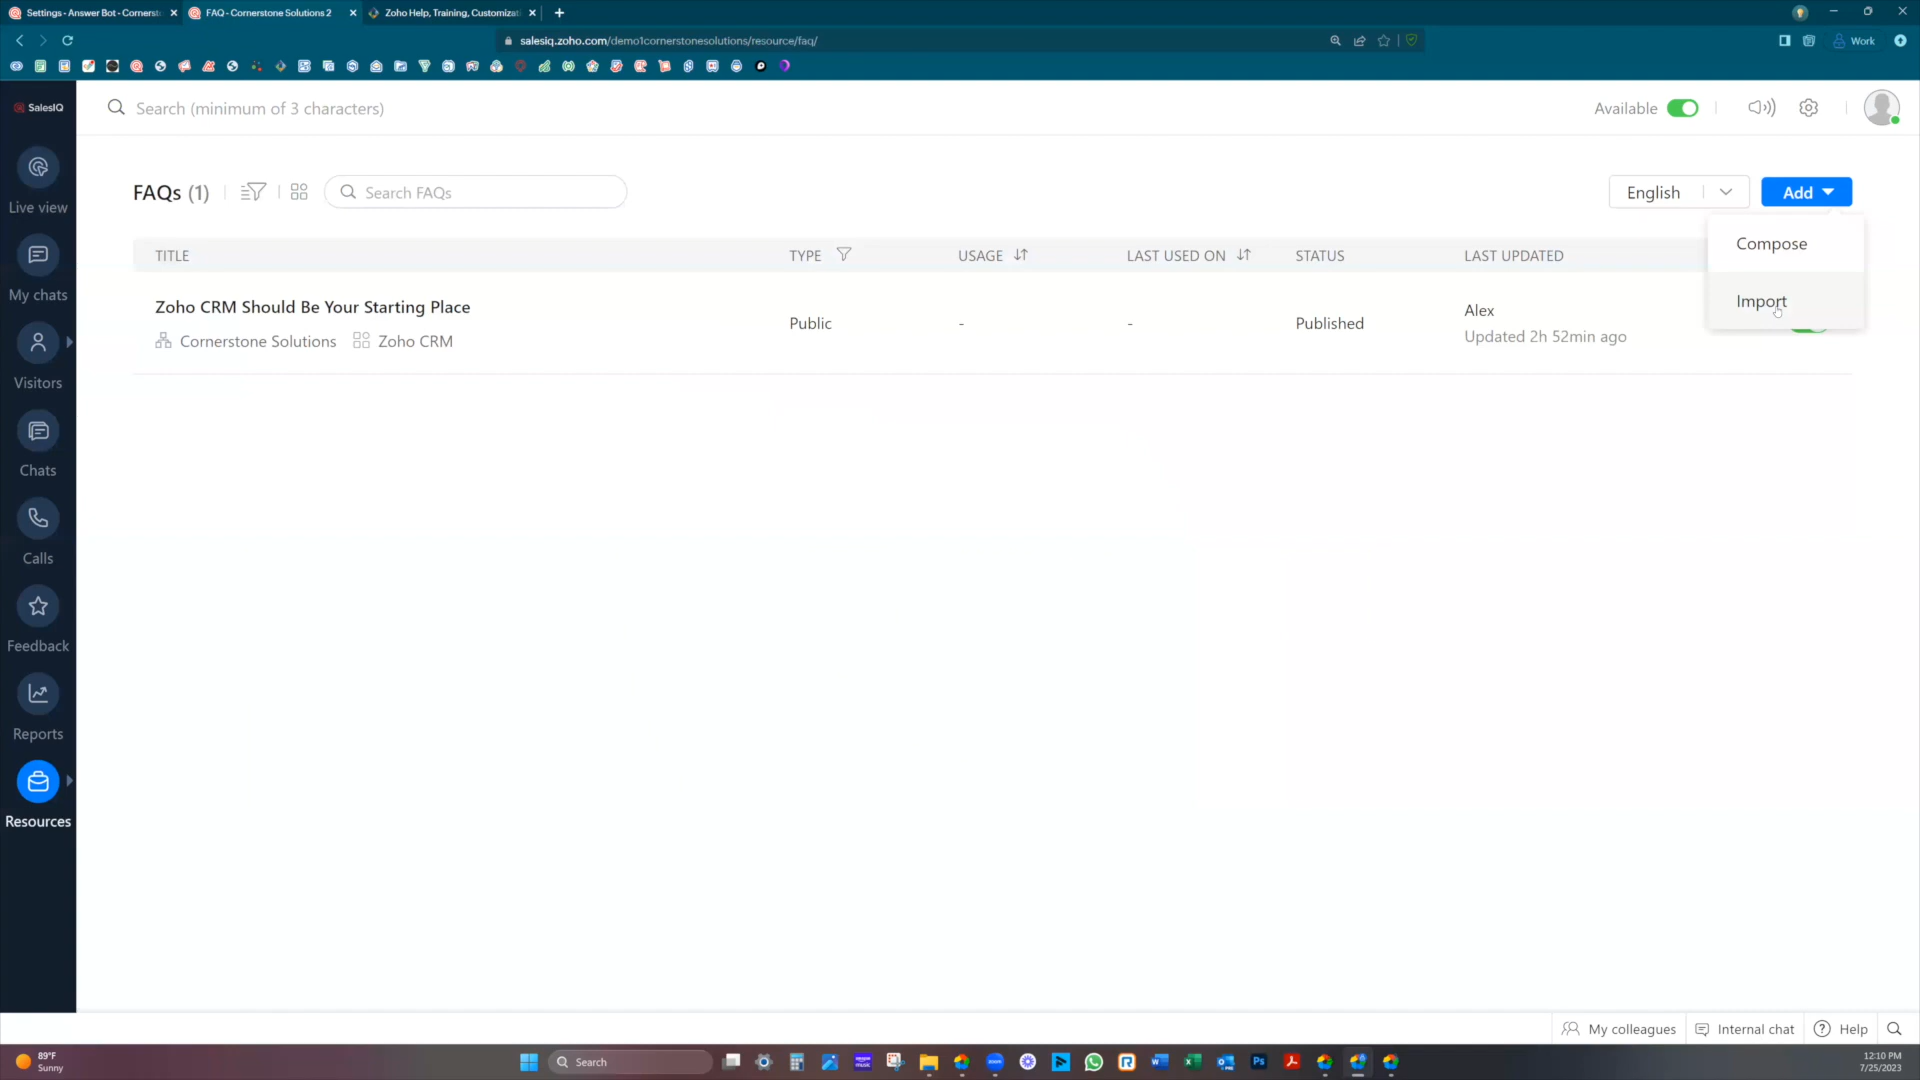 Settings - Answer Bot - Cornerst
FAQ - Cornerstone Solutions 2
Zoho Help, Training, Customizat
salesiq.zoho.com/demo1cornerstonesolutions/resource/faq/
Work
SalesIQ
Search (minimum of 3 characters)
Available
Live view
My chats
Visitors
Chats
Calls
Feedback
Reports
Resources
FAQs (1)
Search FAQs
English
Add
Compose
Import
TITLE
TYPE
USAGE
LAST USED ON
STATUS
LAST UPDATED
Zoho CRM Should Be Your Starting Place
Cornerstone Solutions
Zoho CRM
Public
-
-
Published
Alex
Updated 2h 52min ago
My colleagues
Internal chat
Help
89°F
Sunny
Search
12:10 PM
7/25/2023